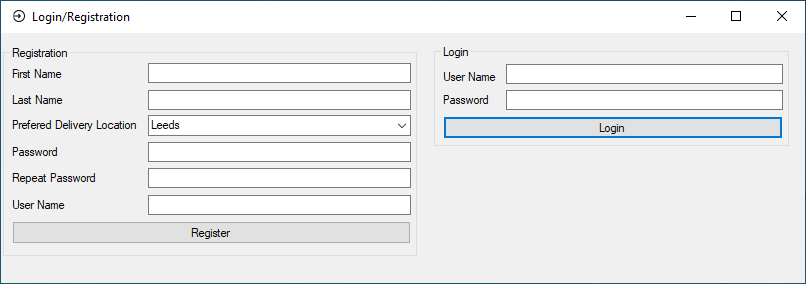 Login/Registration
Registration
First Name
Last Name
Prefered Delivery Location
Leeds
Password
Repeat Password
User Name
Register
Login
User Name
Password
Login